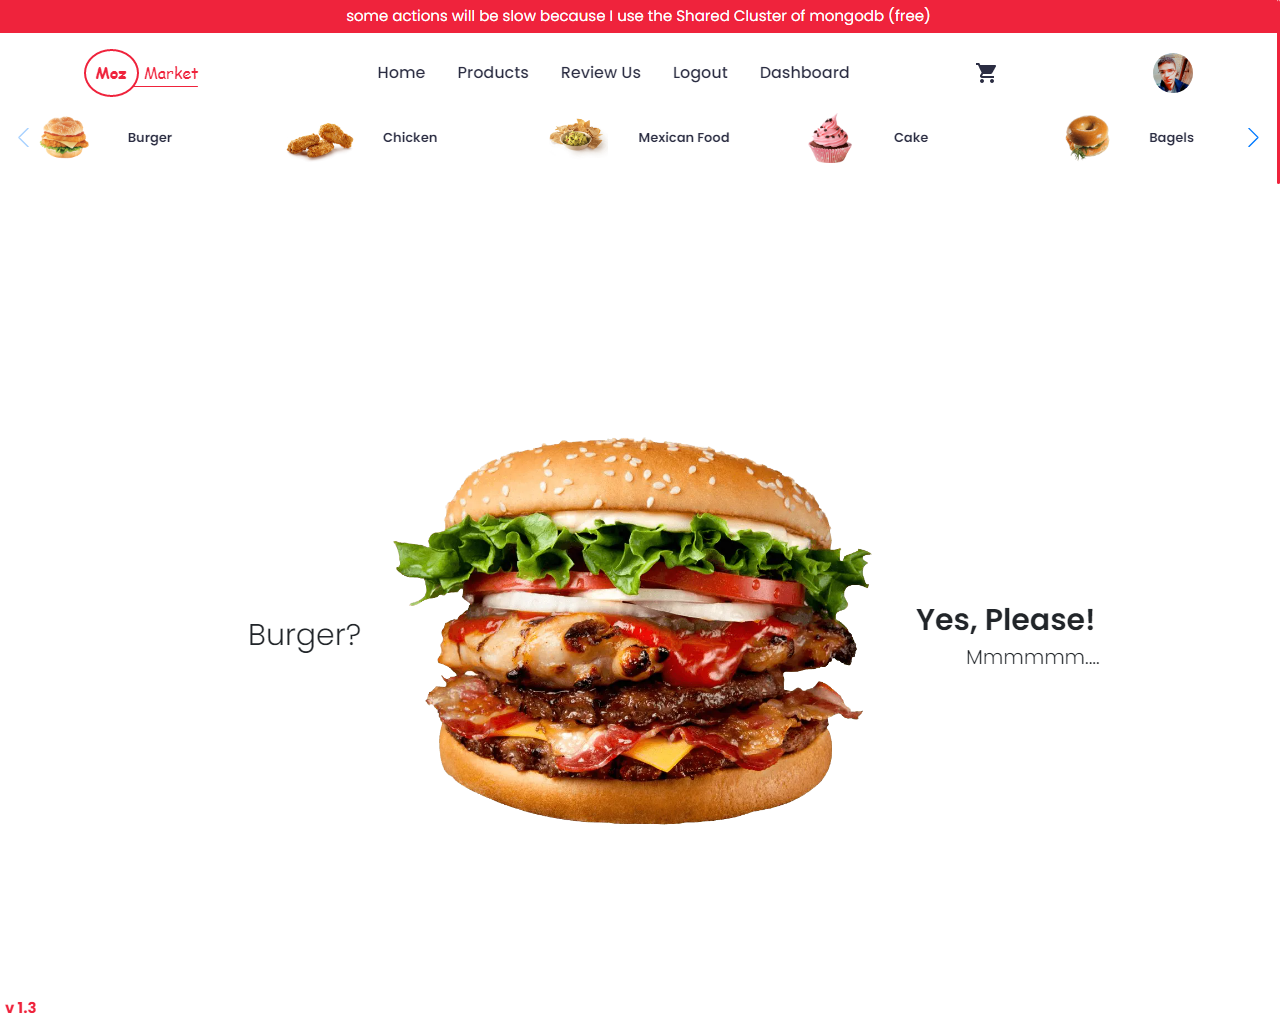 some actions will be slow because I use the Shared Cluster of mongodb (free)
Moz Market
Home Products Review Us Logout Dashboard
Burger Chicken Mexican Food Cake Bagels
Burger?
Yes, Please!
Mmmmmm....
v 1.3